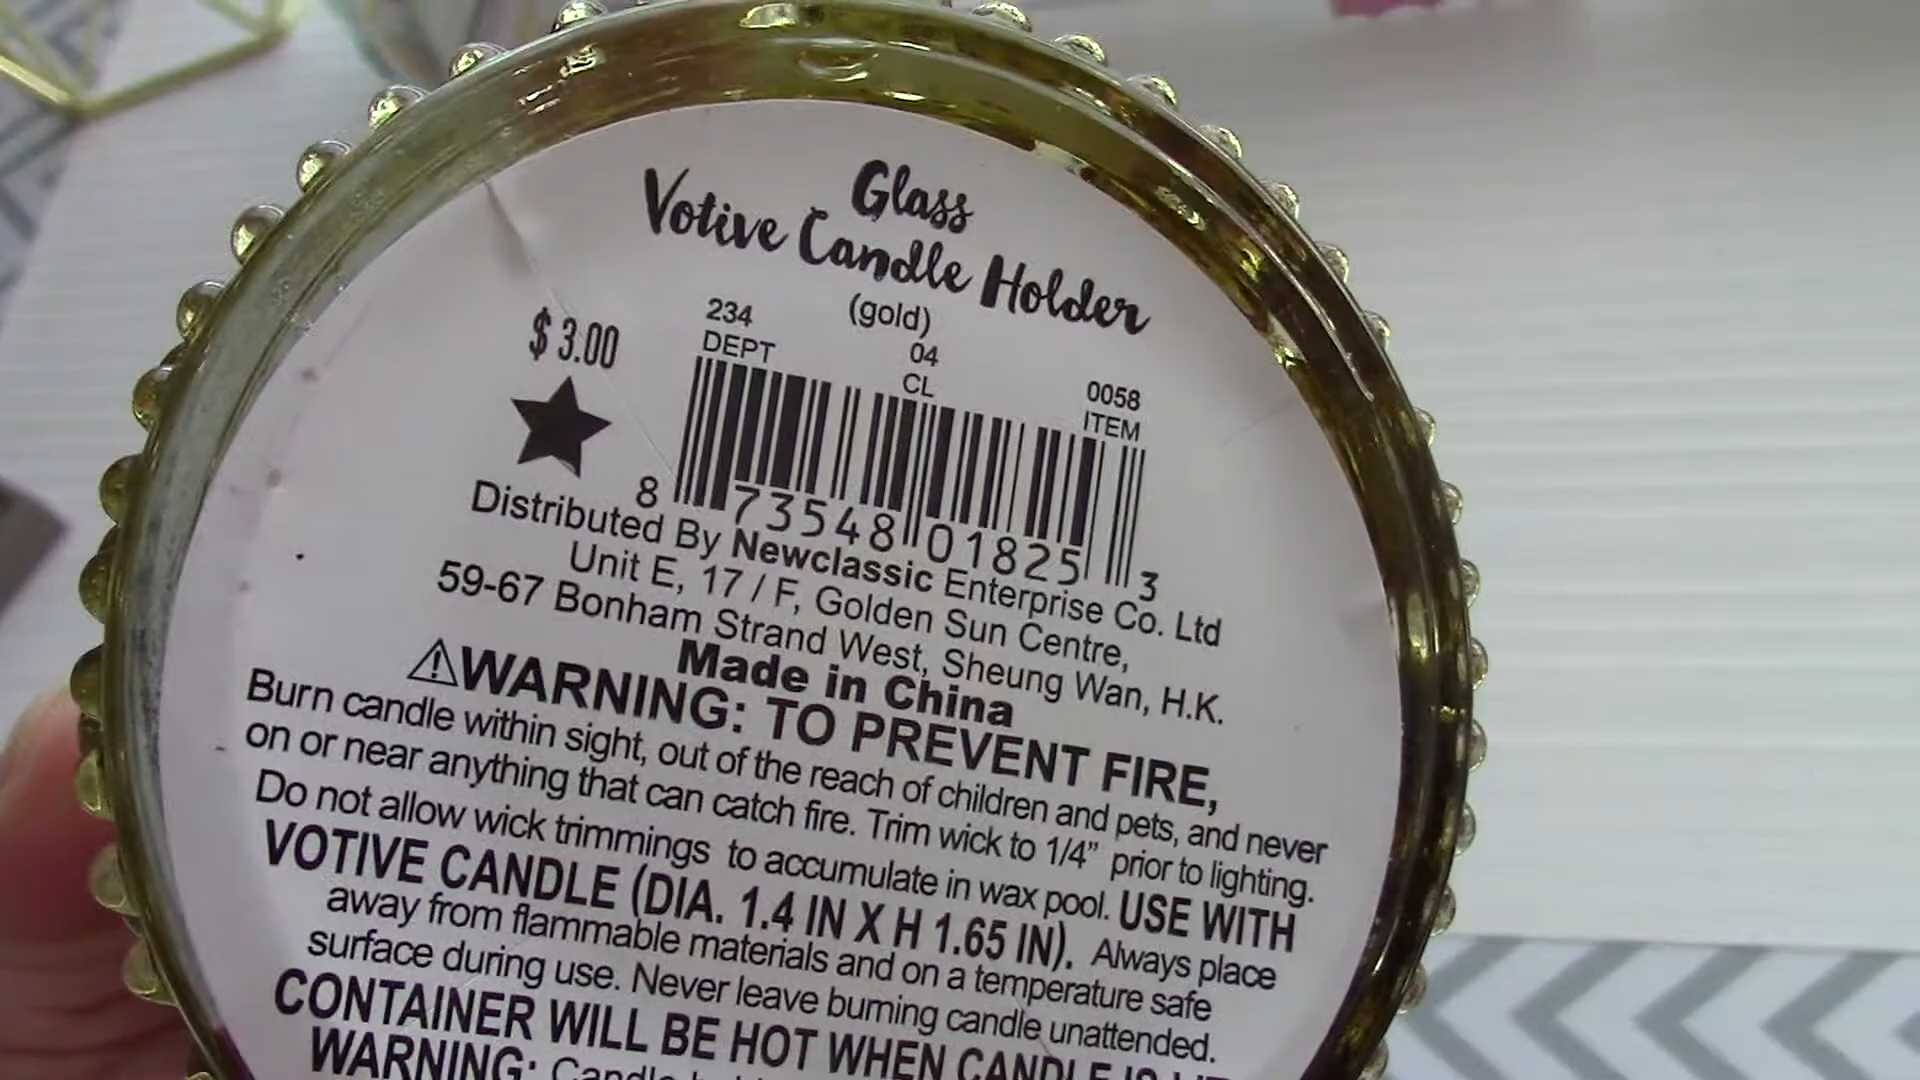 Glass
Votive Candle Holder
(gold)
$ 3.00
234
DEPT
04
CL
0058
ITEM
8 73548 01825 3
Distributed By Newclassic Enterprise Co. Ltd
Unit E, 17 / F, Golden Sun Centre,
59-67 Bonham Strand West, Sheung Wan, H.K.
Made in China
⚠WARNING: TO PREVENT FIRE,
Burn candle within sight, out of the reach of children and pets, and never
on or near anything that can catch fire. Trim wick to 1/4” prior to lighting.
Do not allow wick trimmings to accumulate in wax pool. USE WITH
VOTIVE CANDLE (DIA. 1.4 IN X H 1.65 IN). Always place
away from flammable materials and on a temperature safe
surface during use. Never leave burning candle unattended.
CONTAINER WILL BE HOT WHEN CANDLE IS
WARNING: Candle